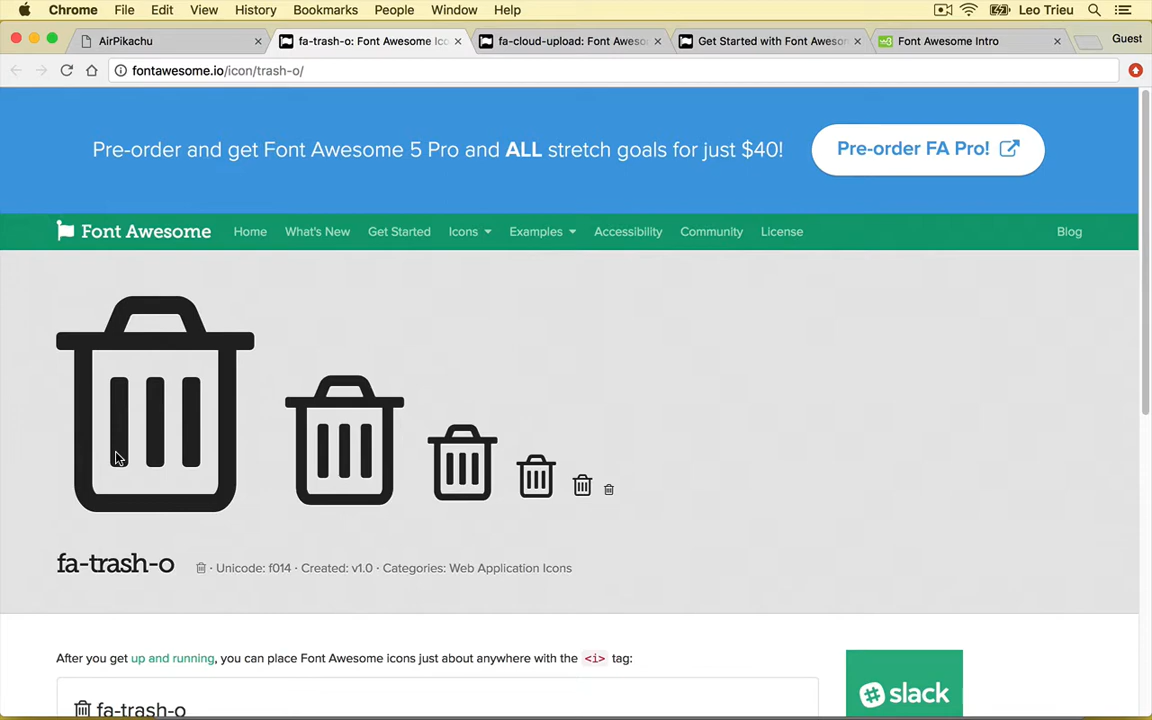 Chrome File Edit View History Bookmarks People Window Help Leo Trieu
AirPikachu fa-trash-o: Font Awesome Ico fa-cloud-upload: Font Aweso Get Started with Font Awesom w3 Font Awesome Intro Guest
fontawesome.io/icon/trash-o/
Pre-order and get Font Awesome 5 Pro and ALL stretch goals for just $40! Pre-order FA Pro!
Font Awesome Home What's New Get Started Icons Examples Accessibility Community License Blog
fa-trash-o · Unicode: f014 · Created: v1.0 · Categories: Web Application Icons
After you get up and running, you can place Font Awesome icons just about anywhere with the <i> tag:
slack
fa-trash-o